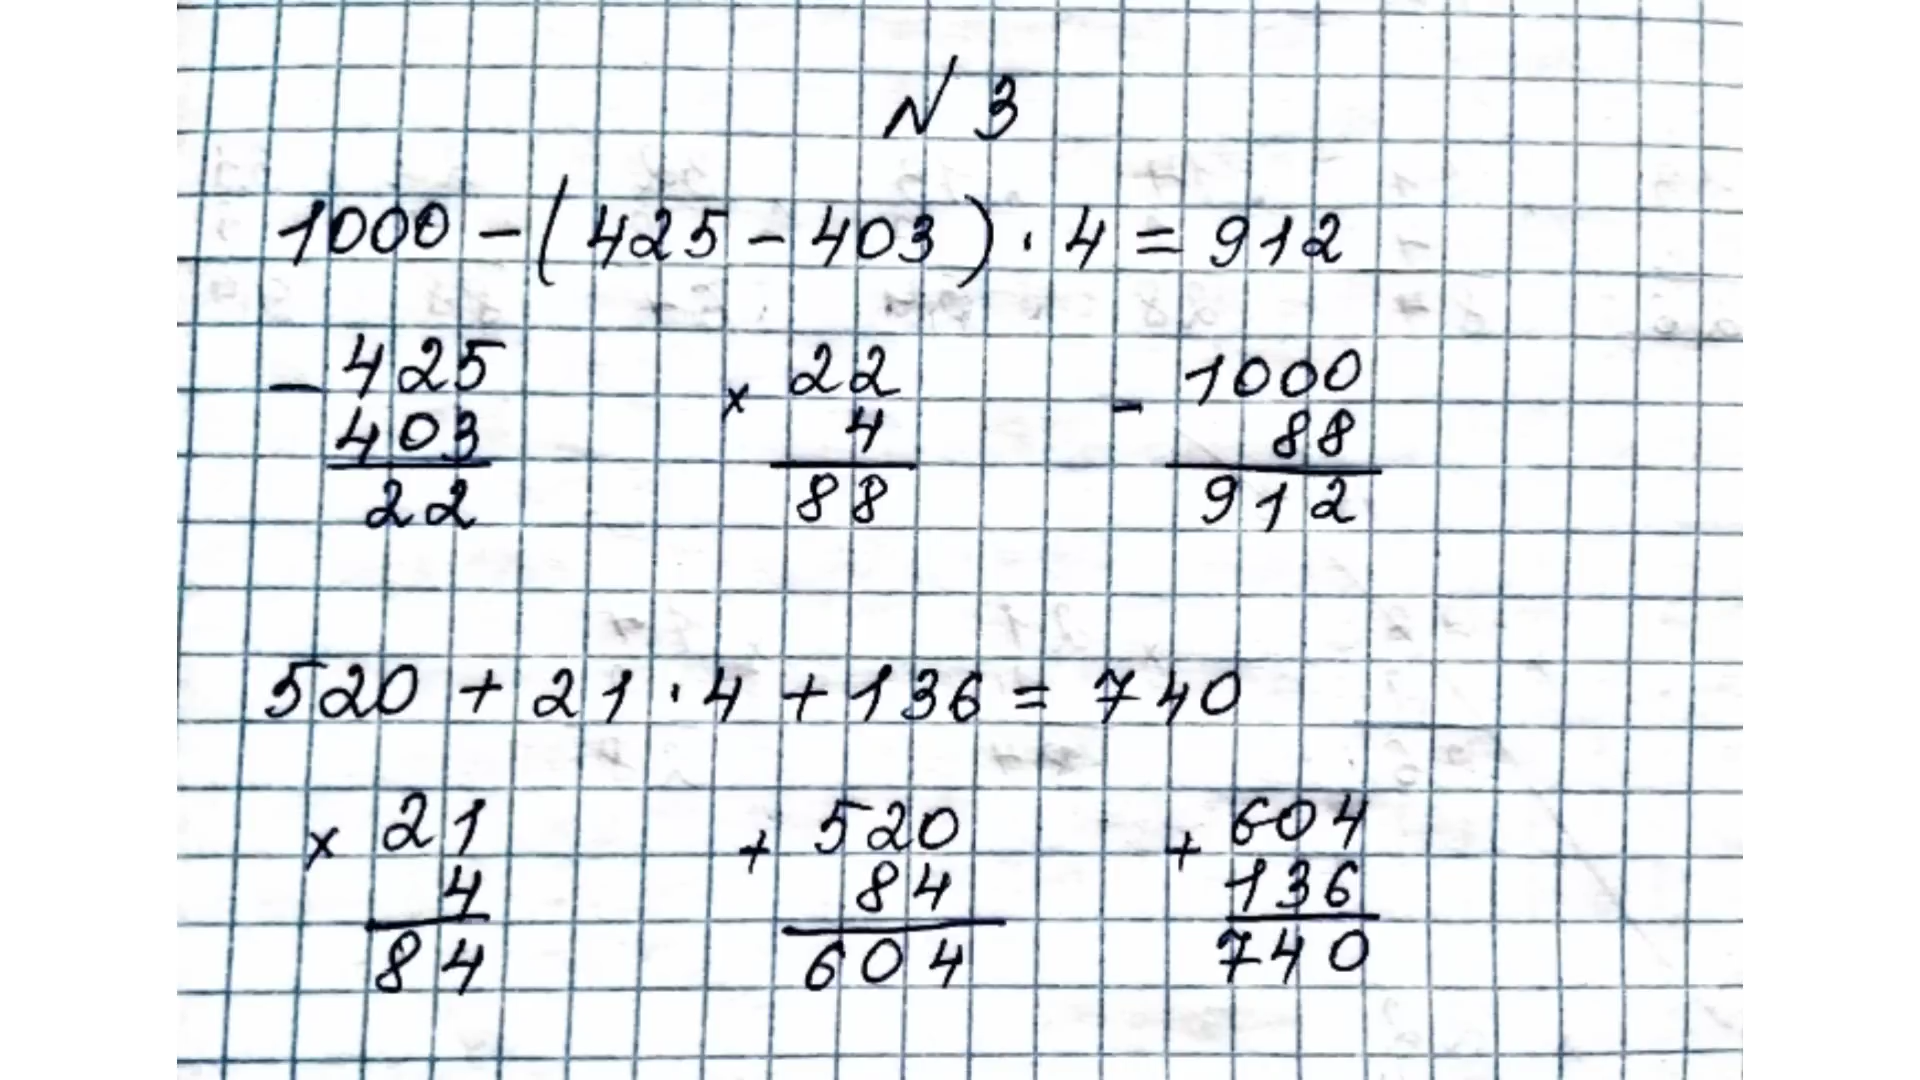 N 3
1000 - (425 - 403) · 4 = 912
- 425 × 22 - 1000
403 4 88
22 88 912
520 + 21 · 4 + 136 = 740
× 21 + 520 + 604
4 84 136
84 604 740